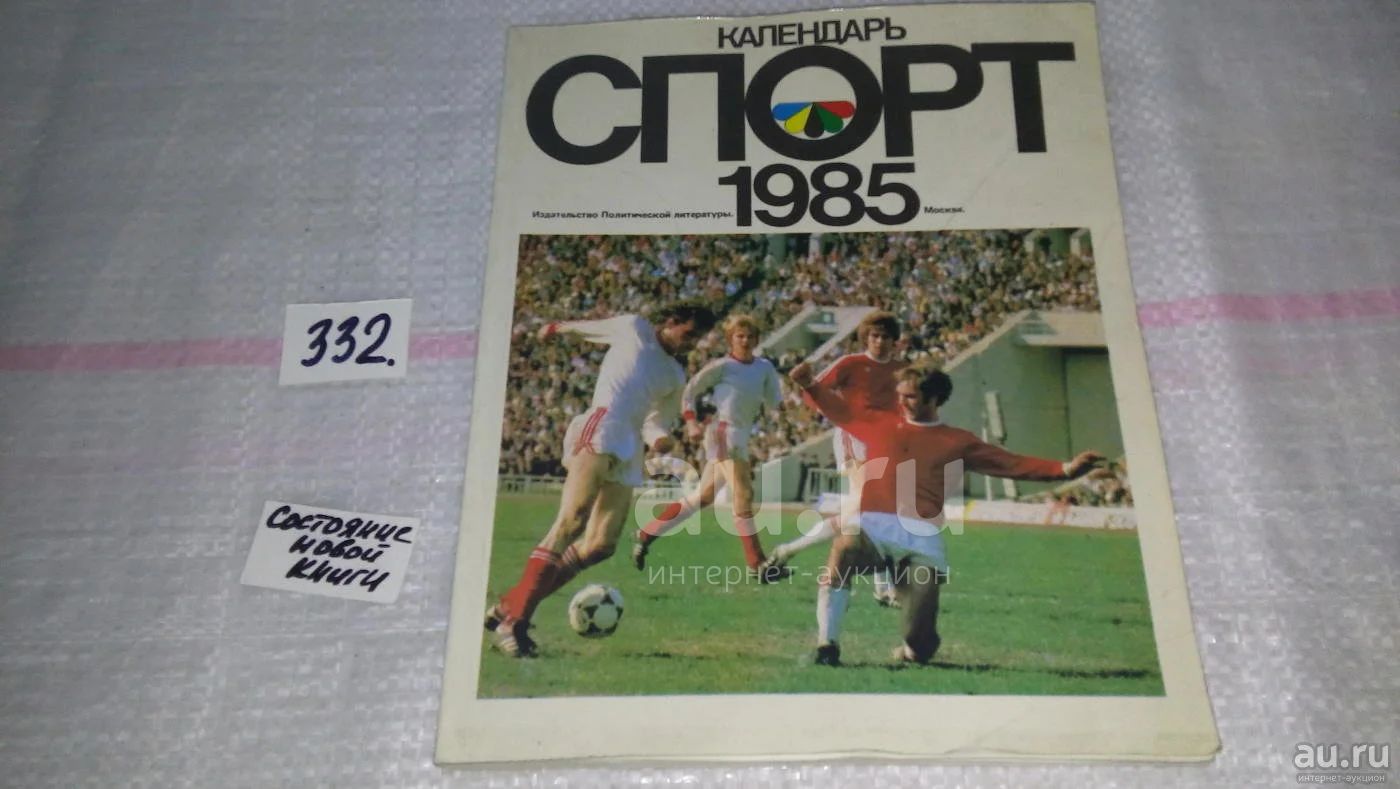 КАЛЕНДАРЬ
СПОРТ
1985
Издательство Политической литературы.
Москва.
332.
Состояние
новой
книги
au.ru
интернет-аукцион
au.ru
интернет-аукцион